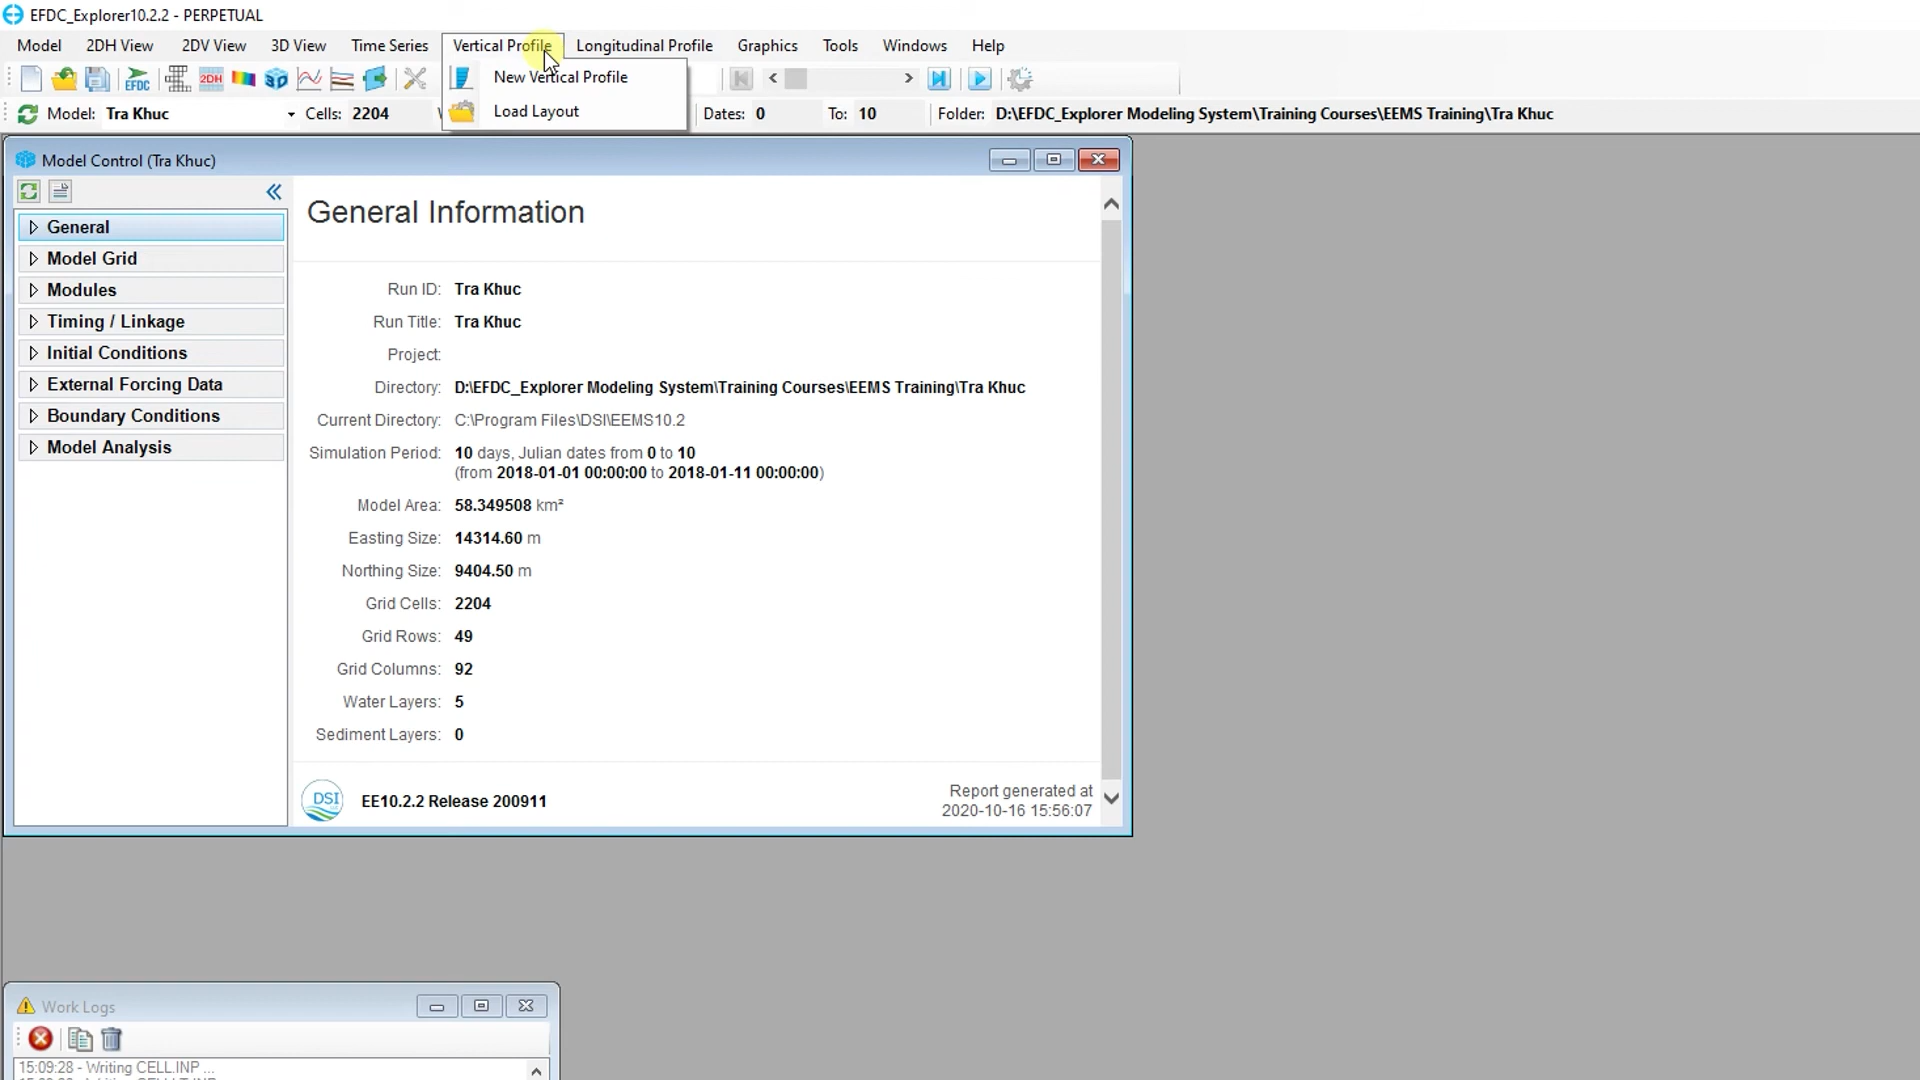 EFDC_Explorer10.2.2 - PERPETUAL
Model 2DH View 2DV View 3D View Time Series Vertical Profile Longitudinal Profile Graphics Tools Windows Help
EFDC 2DH 3D
New Vertical Profile
Load Layout
Model: Tra Khuc Cells: 2204 Dates: 0 To: 10 Folder: D:\EFDC_Explorer Modeling System\Training Courses\EEMS Training\Tra Khuc
Model Control (Tra Khuc)
General
Model Grid
Modules
Timing / Linkage
Initial Conditions
External Forcing Data
Boundary Conditions
Model Analysis
General Information
Run ID: Tra Khuc
Run Title: Tra Khuc
Project:
Directory: D:\EFDC_Explorer Modeling System\Training Courses\EEMS Training\Tra Khuc
Current Directory: C:\Program Files\DSI\EEMS10.2
Simulation Period: 10 days, Julian dates from 0 to 10
(from 2018-01-01 00:00:00 to 2018-01-11 00:00:00)
Model Area: 58.349508 km²
Easting Size: 14314.60 m
Northing Size: 9404.50 m
Grid Cells: 2204
Grid Rows: 49
Grid Columns: 92
Water Layers: 5
Sediment Layers: 0
DSI EE10.2.2 Release 200911
Report generated at
2020-10-16 15:56:07
Work Logs
15:09:28 - Writing CELL.INP ...